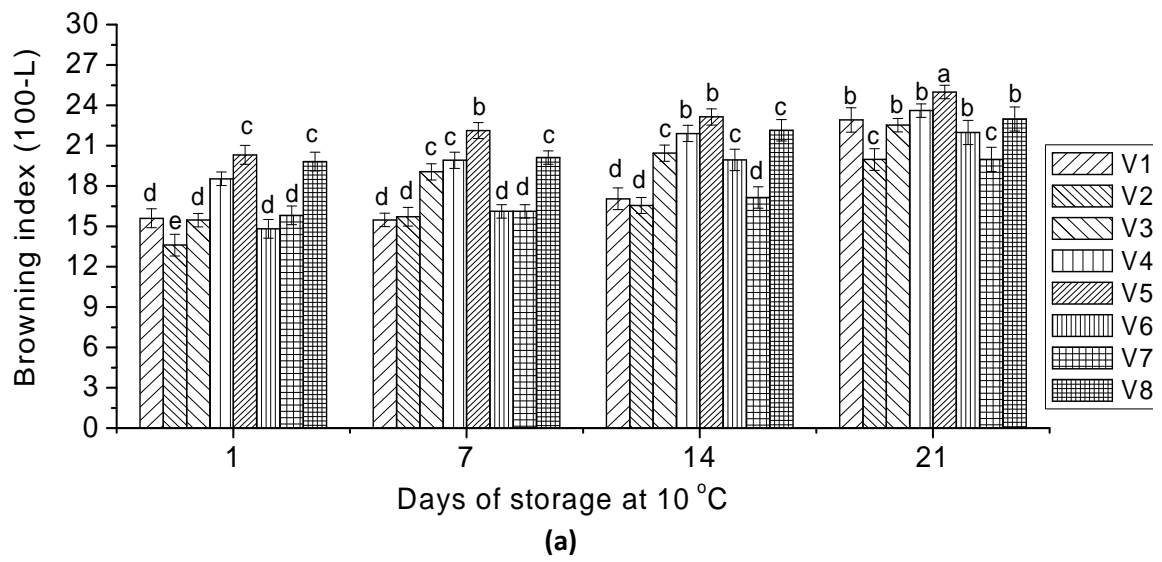 Browning index (100-L)
30
27
24
21
18
15
12
9
6
3
0
d e d c d d c
d d c c b d d c
d d c b b c d c
b c b b a b c b
V1
V2
V3
V4
V5
V6
V7
V8
1 7 14 21
Days of storage at 10 °C
(a)